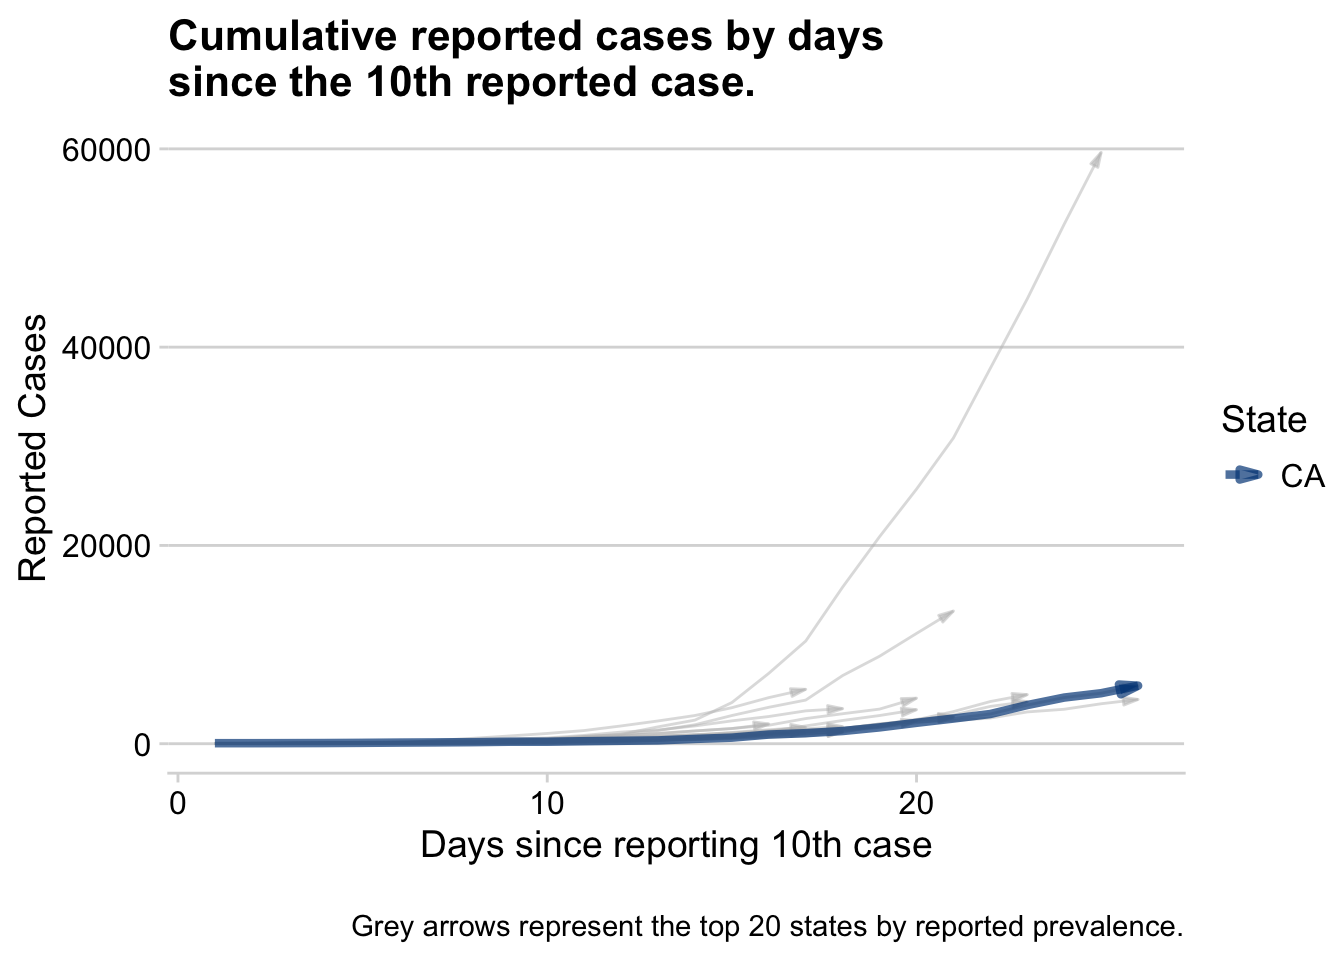 Cumulative reported cases by days
since the 10th reported case.
60000
40000
20000
0
Reported Cases
0 10 20
Days since reporting 10th case
State
CA
Grey arrows represent the top 20 states by reported prevalence.